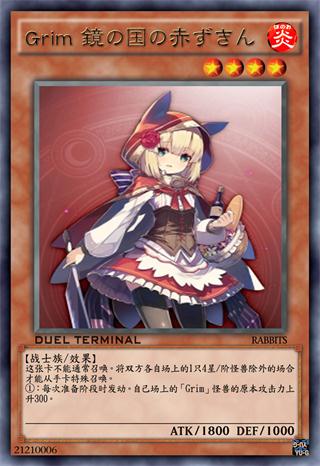 Grim 鏡の国の赤ずきん
ほのお
炎
DUEL TERMINAL
RABBITS
【战士族/效果】
这张卡不能通常召唤。将双方各自场上的1只4星/阶怪兽除外的场合
才能从手卡特殊召唤。
①:每次准备阶段时发动。自己场上的「Grim」怪兽的原本攻击力上
升300。
ATK/1800 DEF/1000
21210006